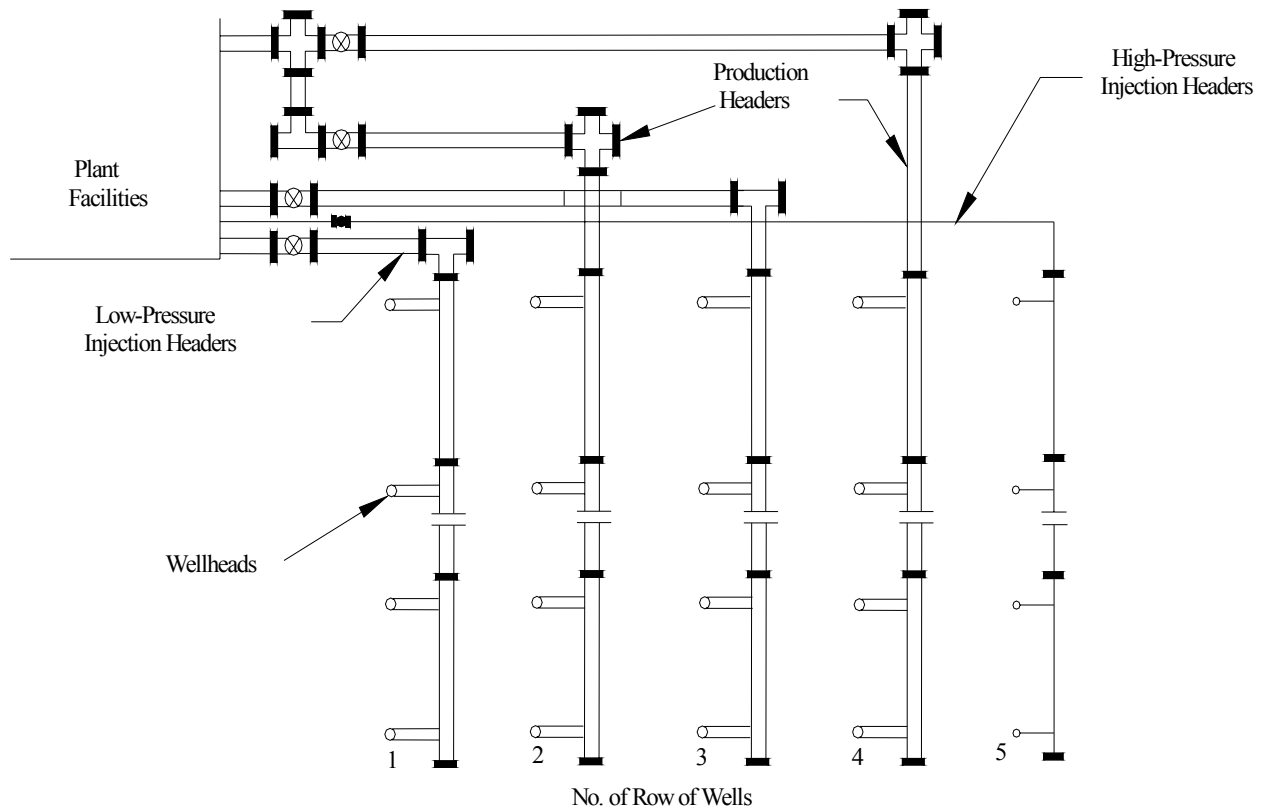 Production
Headers
High-Pressure
Injection Headers
Plant
Facilities
Low-Pressure
Injection Headers
Wellheads
1
2
3
4
5
No. of Row of Wells